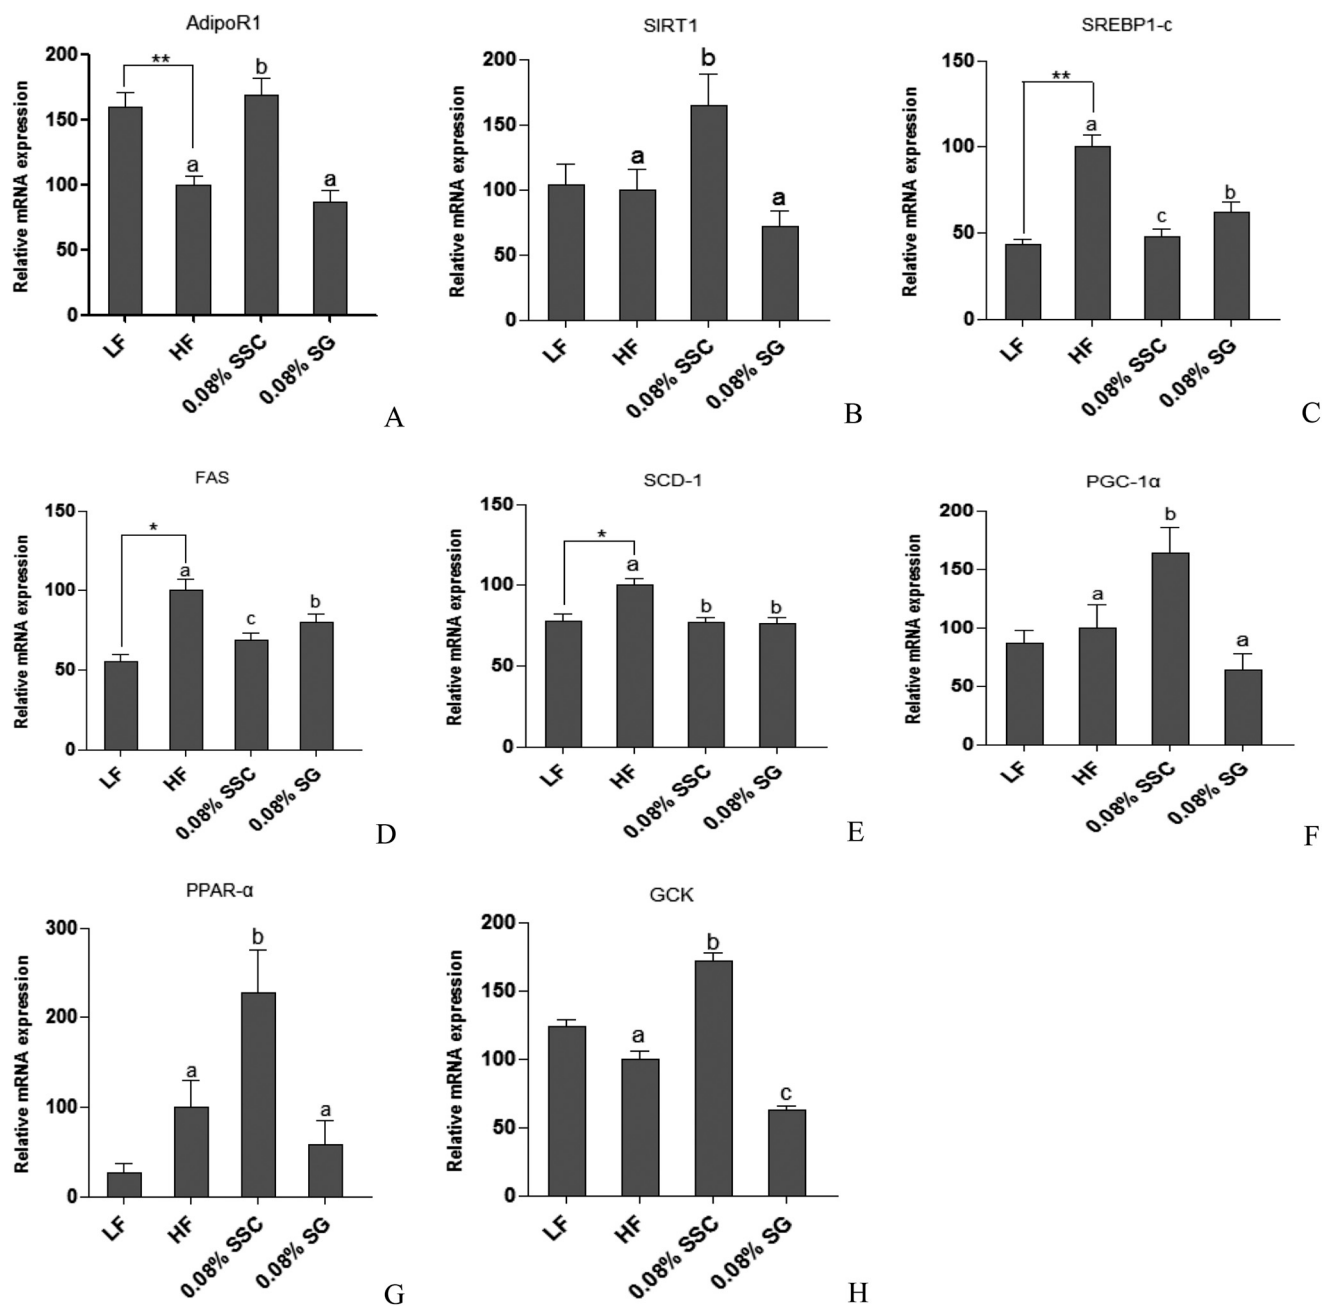 AdipoR1
Relative mRNA expression
200
150
100
50
0
**
a
b
a
LF
HF
0.08% SSC
0.08% SG
A
SIRT1
Relative mRNA expression
200
150
100
50
0
a
b
a
LF
HF
0.08% SSC
0.08% SG
B
SREBP1-c
Relative mRNA expression
150
100
50
0
**
a
c
b
LF
HF
0.08% SSC
0.08% SG
C
FAS
Relative mRNA expression
150
100
50
0
*
a
c
b
LF
HF
0.08% SSC
0.08% SG
D
SCD-1
Relative mRNA expression
150
100
50
0
*
a
b
b
LF
HF
0.08% SSC
0.08% SG
E
PGC-1α
Relative mRNA expression
200
150
100
50
0
a
b
a
LF
HF
0.08% SSC
0.08% SG
F
PPAR-α
Relative mRNA expression
300
200
100
0
a
b
a
LF
HF
0.08% SSC
0.08% SG
G
GCK
Relative mRNA expression
200
150
100
50
0
a
b
c
LF
HF
0.08% SSC
0.08% SG
H